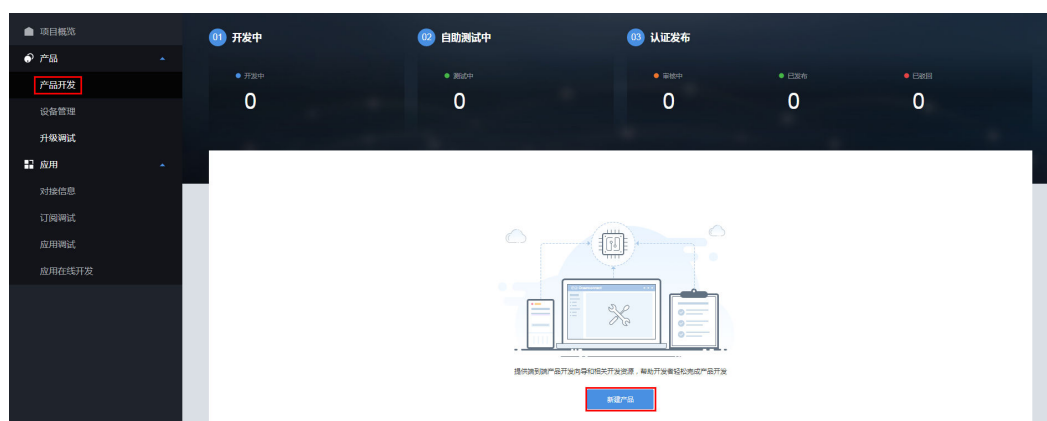 项目概览
产品
产品开发
设备管理
升级调试
应用
对接信息
订阅调试
应用调试
应用在线开发
01 开发中
02 自助测试中
03 认证发布
开发中
测试中
审核中
已发布
已驳回
0
0
0
0
0
提供端到端产品开发向导和相关开发资源，帮助开发者轻松完成产品开发
新建产品